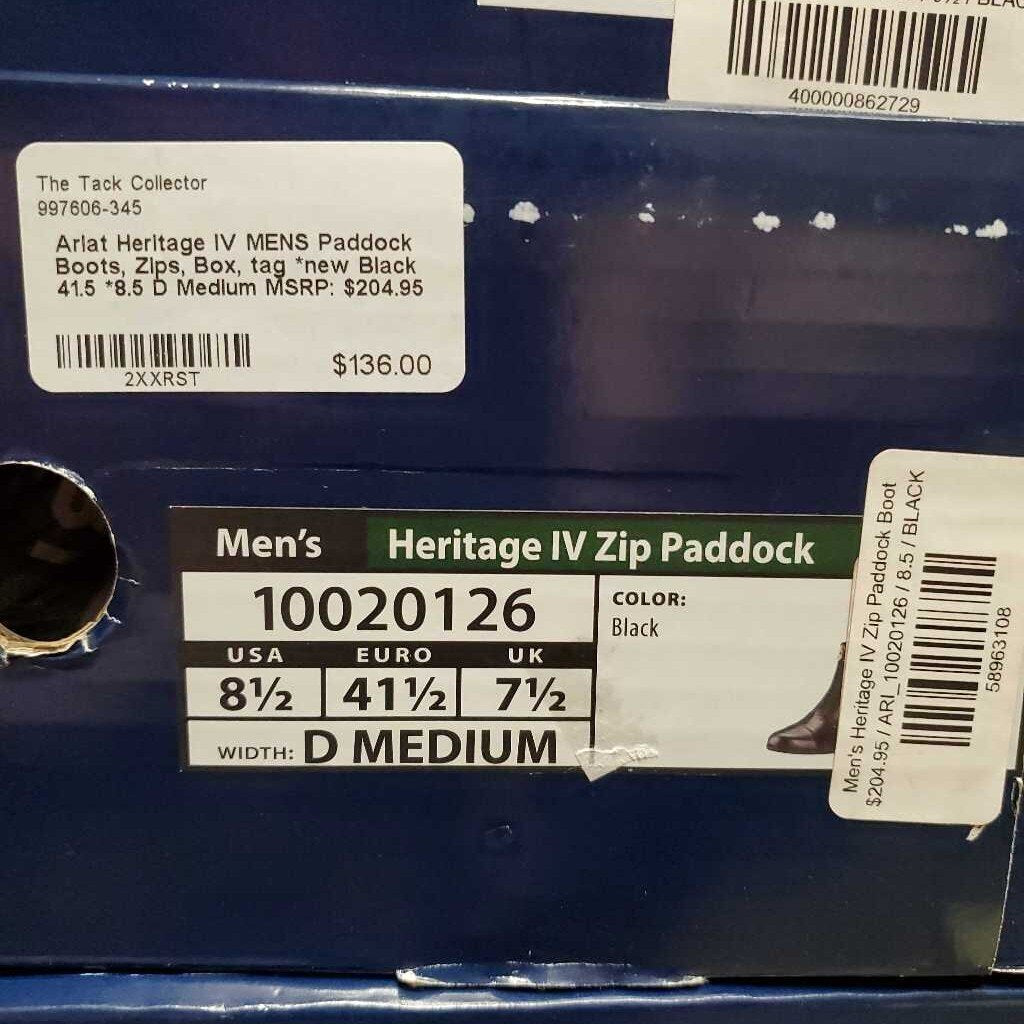 400000862729
The Tack Collector
997606-345
Ariat Heritage IV MENS Paddock
Boots, Zips, Box, tag *new Black
41.5 *8.5 D Medium MSRP: $204.95
2XXRST
$136.00
Men's Heritage IV Zip Paddock
10020126
USA EURO UK
8½ 41½ 7½
WIDTH: D MEDIUM
COLOR:
Black
Men's Heritage IV Zip Paddock Boot
$204.95 / ARI_10020126 / 8.5 / BLACK
58963108